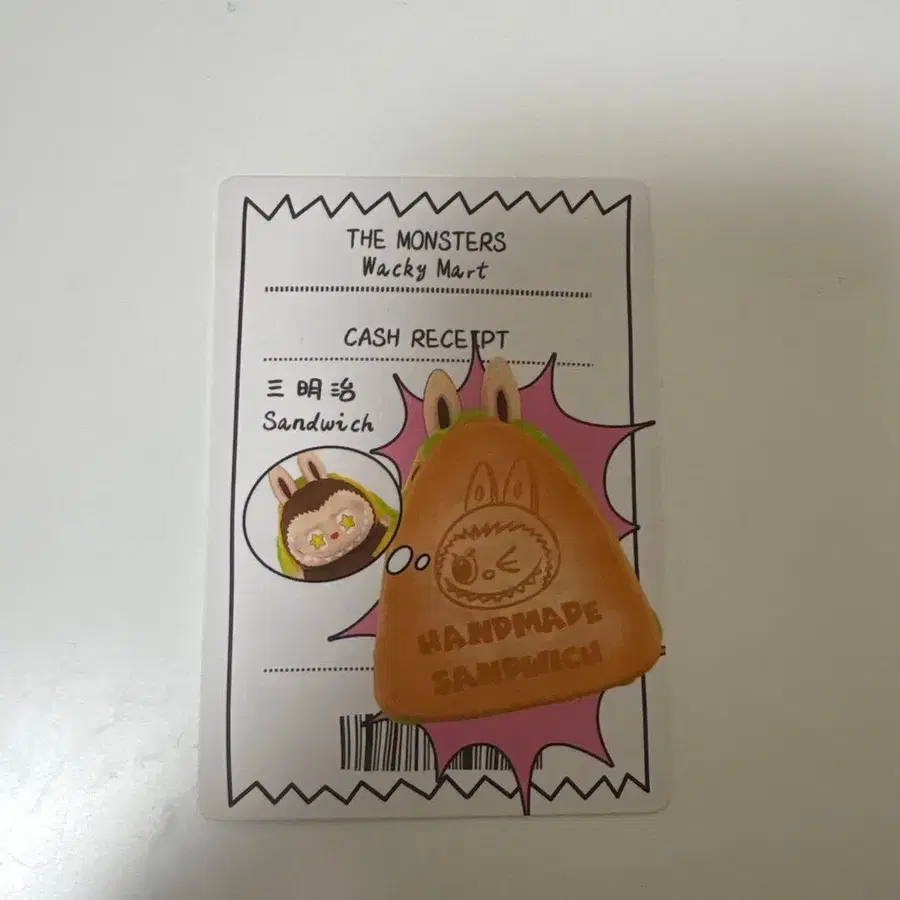 THE MONSTERS
Wacky Mart
CASH RECEIPT
三明治
Sandwich
HANDMADE
SANDWICH